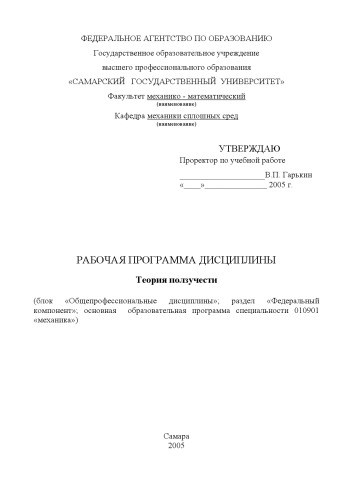 ФЕДЕРАЛЬНОЕ АГЕНТСТВО ПО ОБРАЗОВАНИЮ
Государственное образовательное учреждение
высшего профессионального образования
«САМАРСКИЙ ГОСУДАРСТВЕННЫЙ УНИВЕРСИТЕТ»
Факультет механико - математический
(наименование)
Кафедра механики сплошных сред
(наименование)
УТВЕРЖДАЮ
Проректор по учебной работе
______________________В.П. Гарькин
«____»________________ 2005 г.
РАБОЧАЯ ПРОГРАММА ДИСЦИПЛИНЫ
Теория ползучести
(блок «Общепрофессиональные дисциплины»; раздел «Федеральный
компонент»; основная образовательная программа специальности 010901
«механика»)
Самара
2005